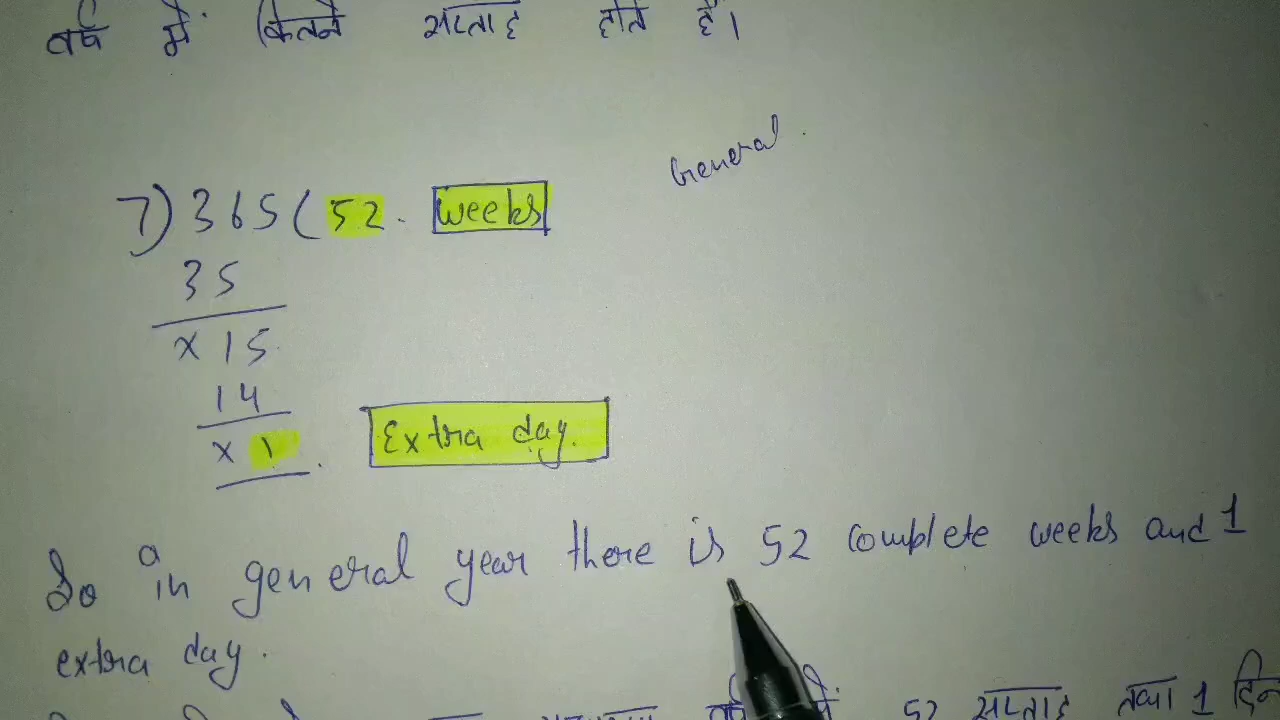 वर्ष में कितने सप्ताह होते हैं।
General
7) 365 ( 52. weeks
35
x 15
14
x 1. Extra day.
So in a general year there is 52 complete weeks and 1
extra day.
52 सप्ताह तथा 1 दिन